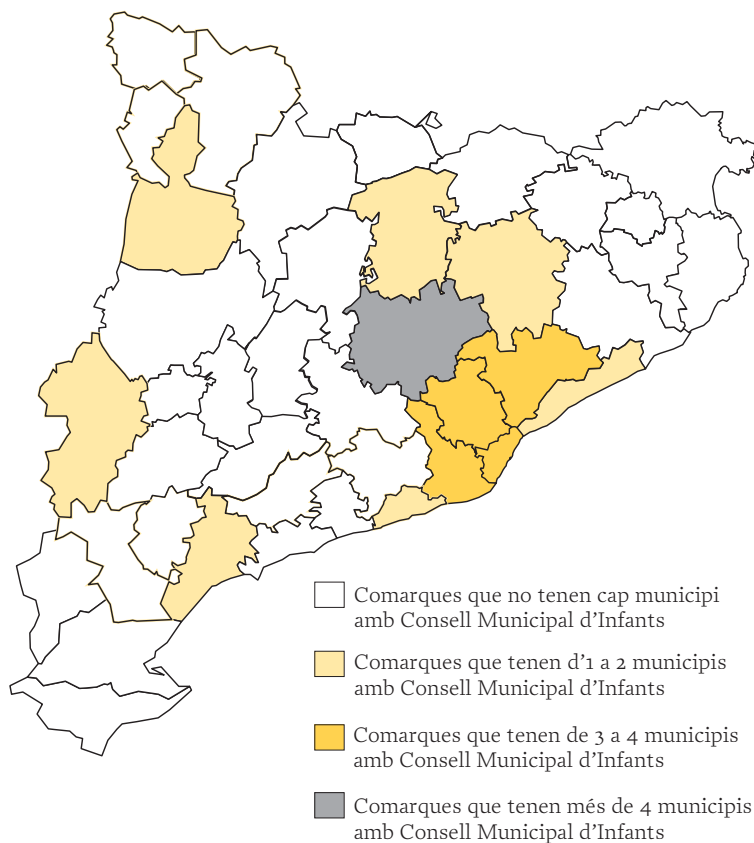 Comarques que no tenen cap municipi
amb Consell Municipal d’Infants
Comarques que tenen d’1 a 2 municipis
amb Consell Municipal d’Infants
Comarques que tenen de 3 a 4 municipis
amb Consell Municipal d’Infants
Comarques que tenen més de 4 municipis
amb Consell Municipal d’Infants